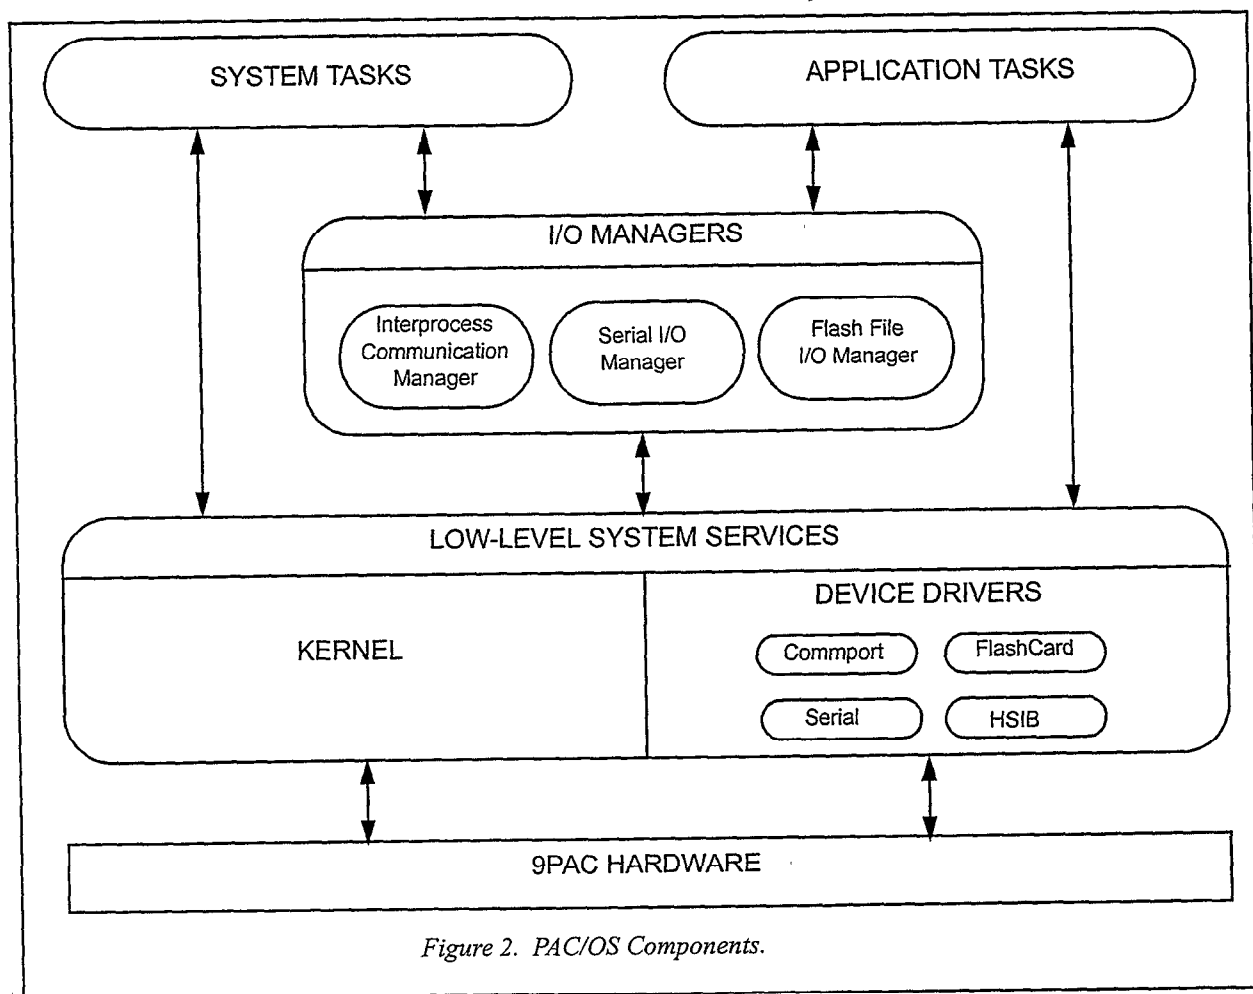 SYSTEM TASKS
APPLICATION TASKS
I/O MANAGERS
Interprocess
Communication
Manager
Serial I/O
Manager
Flash File
I/O Manager
LOW-LEVEL SYSTEM SERVICES
KERNEL
DEVICE DRIVERS
Commport
FlashCard
Serial
HSIB
9PAC HARDWARE
Figure 2. PAC/OS Components.